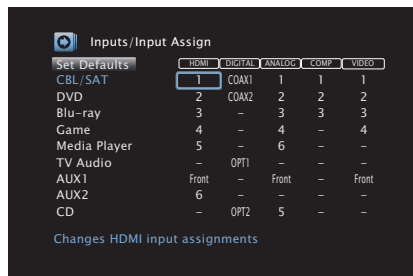 Inputs/Input Assign
Set Defaults HDMI DIGITAL ANALOG COMP VIDEO
CBL/SAT 1 COAX1 1 1 1
DVD 2 COAX2 2 2 2
Blu-ray 3 – 3 3 3
Game 4 – 4 – 4
Media Player 5 – 6 – –
TV Audio – OPT1 – – –
AUX1 Front – Front – Front
AUX2 6 – – – –
CD – OPT2 5 – –
Changes HDMI input assignments